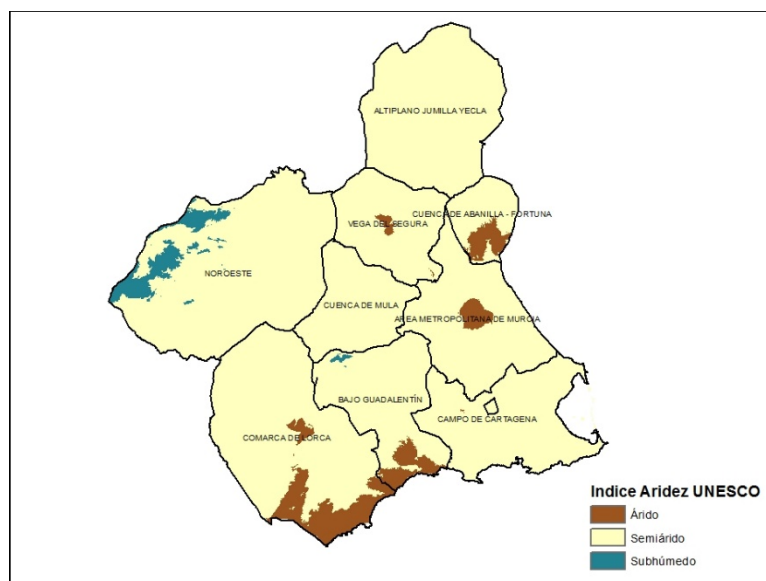 ALTIPLANO JUMILLA YECLA
CUENCA DE ABANILLA - FORTUNA
VEGA DEL SEGURA
NOROESTE
CUENCA DE MULA
AREA METROPOLITANA DE MURCIA
BAJO GUADALENTÍN
CAMPO DE CARTAGENA
COMARCA DE LORCA
Indice Aridez UNESCO
Árido
Semiárido
Subhúmedo